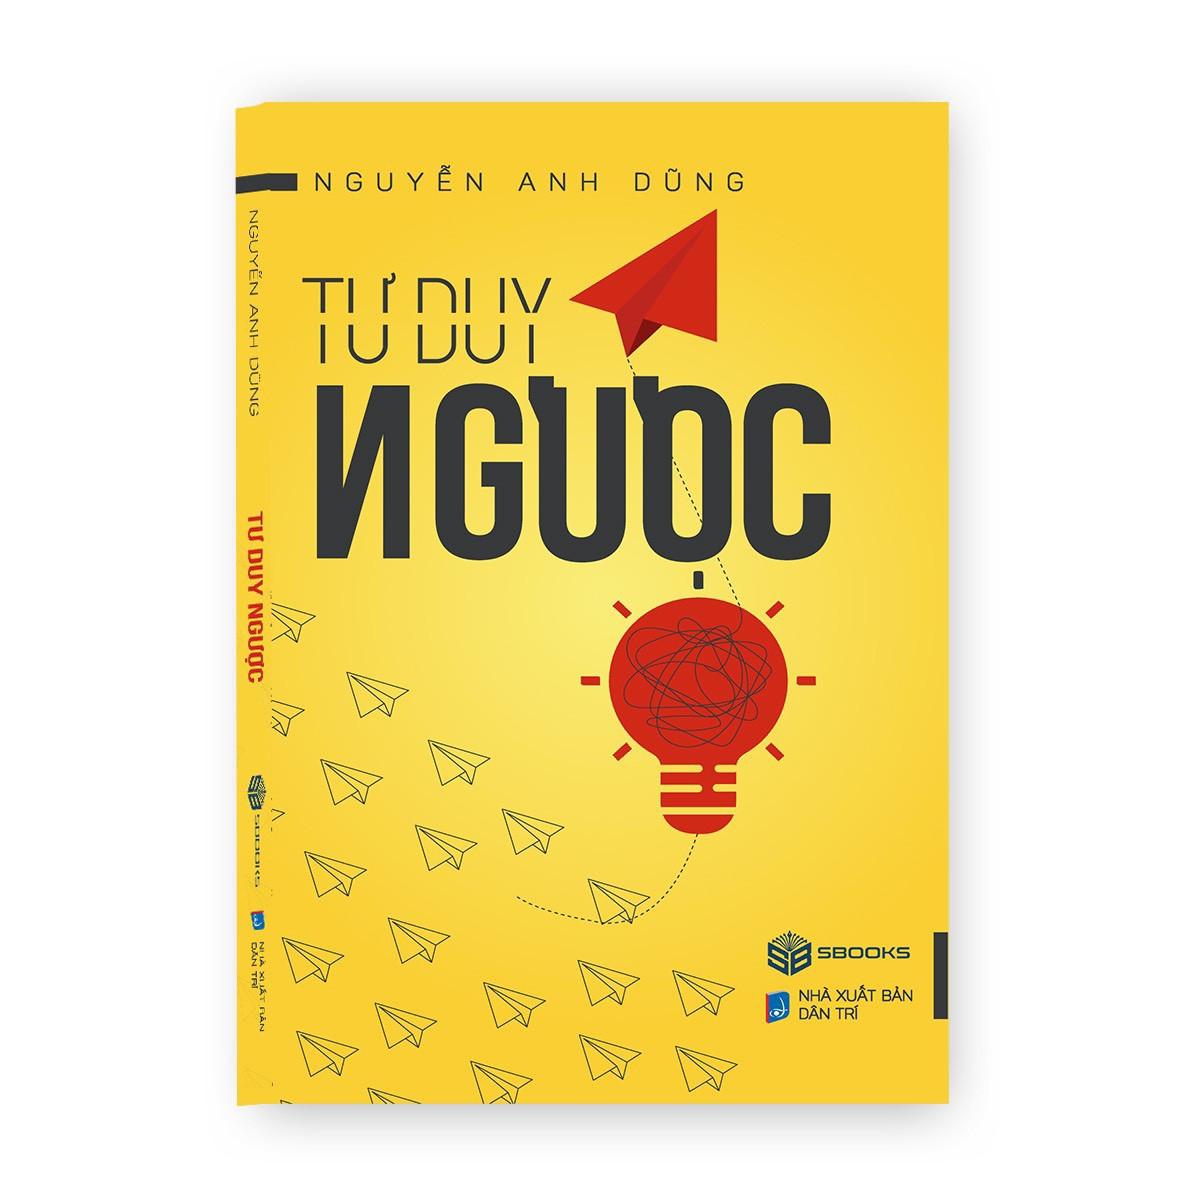 NGUYỄN ANH DŨNG
TƯ DUY
NGƯỢC
SBOOKS
NHÀ XUẤT BẢN
DÂN TRÍ
NGUYỄN ANH DŨNG
TƯ DUY NGƯỢC
SBOOKS
NHÀ XUẤT BẢN
DÂN TRÍ